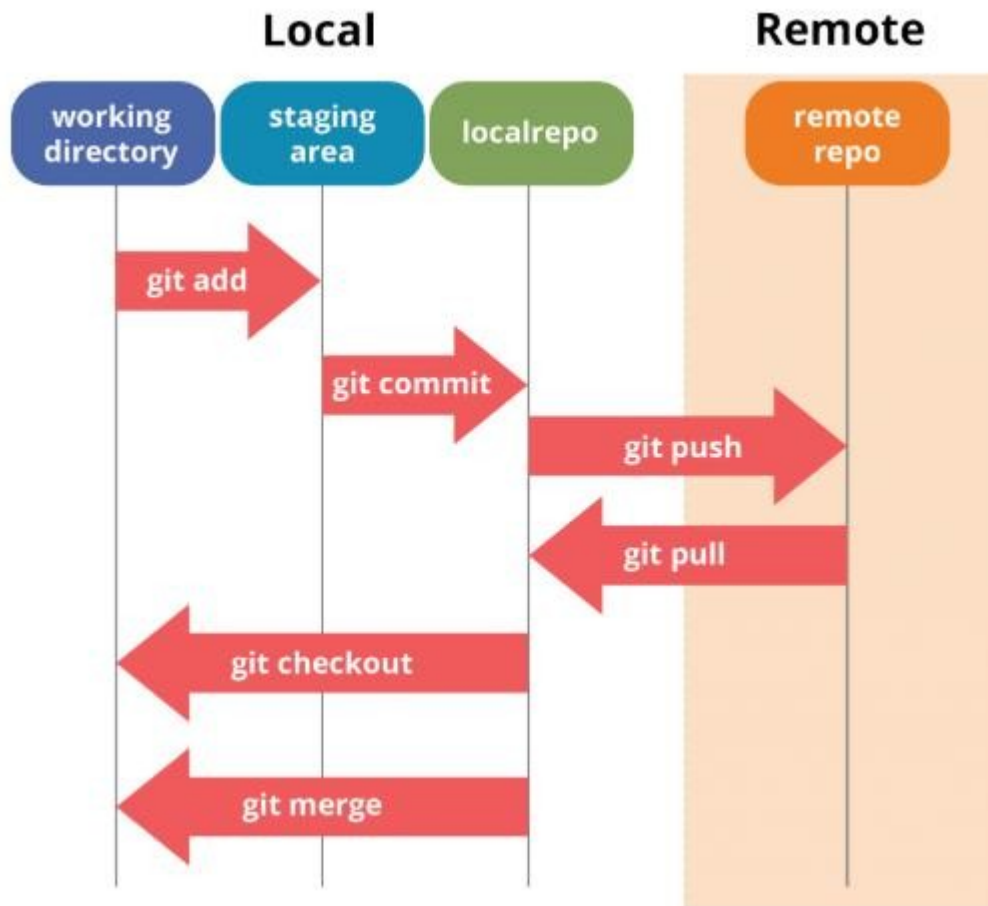 Local
Remote
working
directory
staging
area
localrepo
remote
repo
git add
git commit
git push
git pull
git checkout
git merge